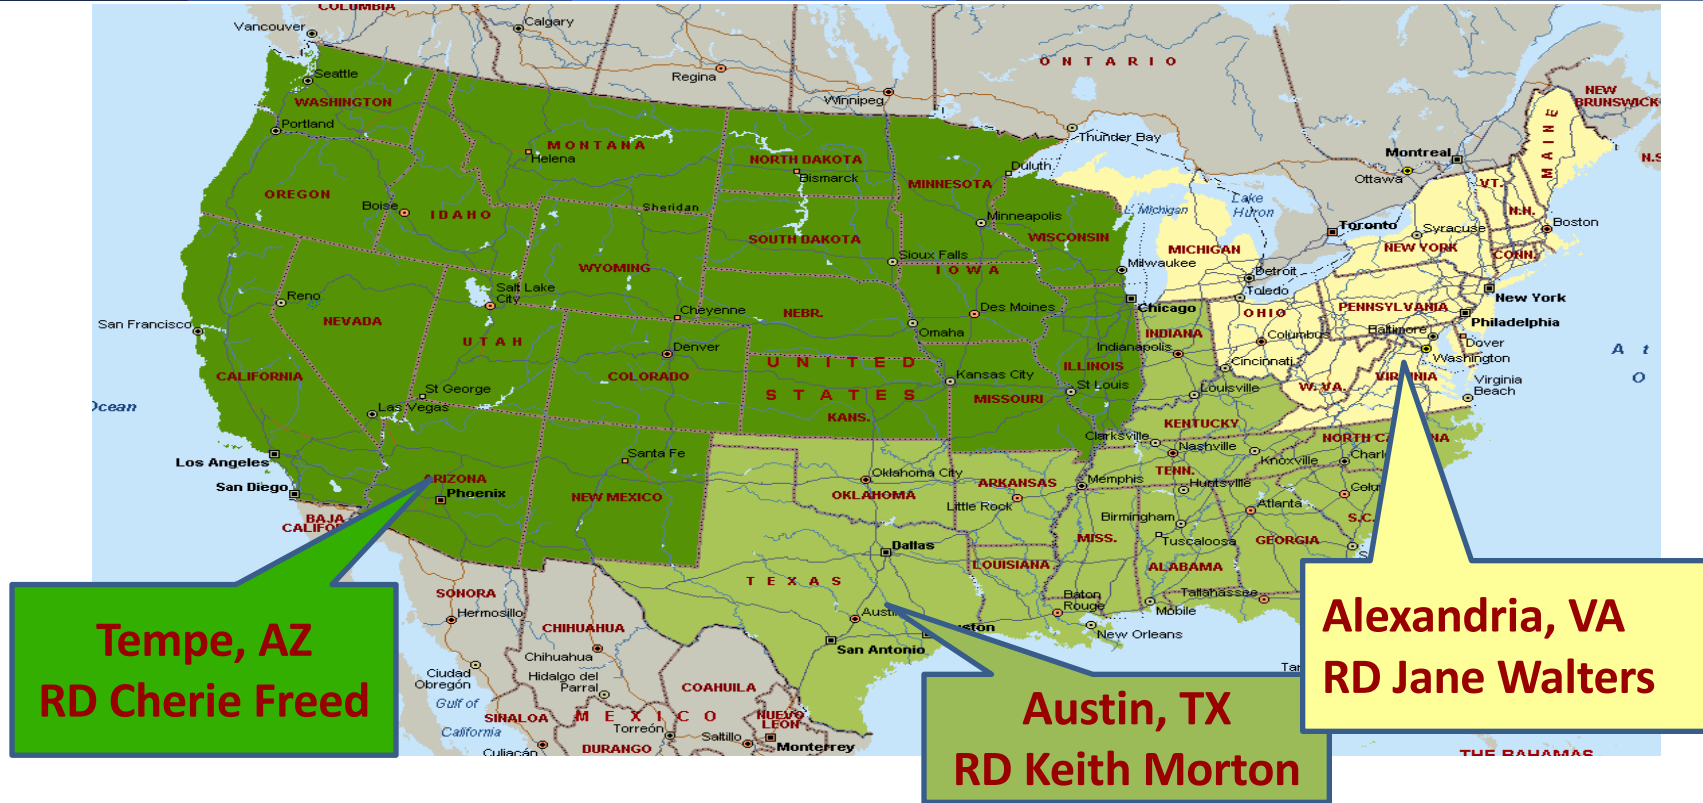 COLUMBIA
Vancouver
Calgary
Regina
Winnipeg
ONTARIO
Thunder Bay
NEW
BRUNSWICK
MAINE
Montreal
Ottawa
Seattle
WASHINGTON
Portland
MONTANA
Helena
NORTH DAKOTA
Bismarck
MINNESOTA
Duluth
VT.
N.H.
OREGON
Boise
IDAHO
Sheridan
Minneapolis
L. Michigan
Lake
Huron
Toronto
Syracuse
Boston
SOUTH DAKOTA
WISCONSIN
MICHIGAN
NEW YORK
CONN.
WYOMING
Sioux Falls
IOWA
Milwaukee
Detroit
Reno
Salt Lake
City
Toledo
New York
San Francisco
NEVADA
Cheyenne
NEBR.
Des Moines
Chicago
OHIO
PENNSYLVANIA
Philadelphia
UTAH
Denver
Omaha
INDIANA
Indianapolis
Columbus
Baltimore
Dover
Washington
CALIFORNIA
St George
COLORADO
UNITED
STATES
KANS.
Kansas City
MISSOURI
ILLINOIS
St Louis
Cincinnati
Louisville
W. VA.
VIRGINIA
Virginia
Beach
A t
O
Ocean
Las Vegas
KENTUCKY
Los Angeles
San Diego
ARIZONA
Phoenix
Santa Fe
NEW MEXICO
Oklahoma City
OKLAHOMA
ARKANSAS
Little Rock
Clarksville
Nashville
TENN.
Knoxville
Memphis
Huntsville
Atlanta
S.C.
BAJA
Dallas
TEXAS
LOUISIANA
MISS.
Birmingham
Tuscaloosa
ALABAMA
GEORGIA
SONORA
Hermosillo
CHIHUAHUA
Chihuahua
San Antonio
Baton
Rouge
Mobile
Tallahassee
New Orleans
Ciudad
Obregón
Hidalgo del
Parral
COAHUILA
Gulf of
California
SINALOA
MEXICO
Torreón
Saltillo
NUEVO
LEÓN
Monterrey
Culiacán
DURANGO
THE BAHAMAS
Tempe, AZ
RD Cherie Freed
Austin, TX
RD Keith Morton
Alexandria, VA
RD Jane Walters